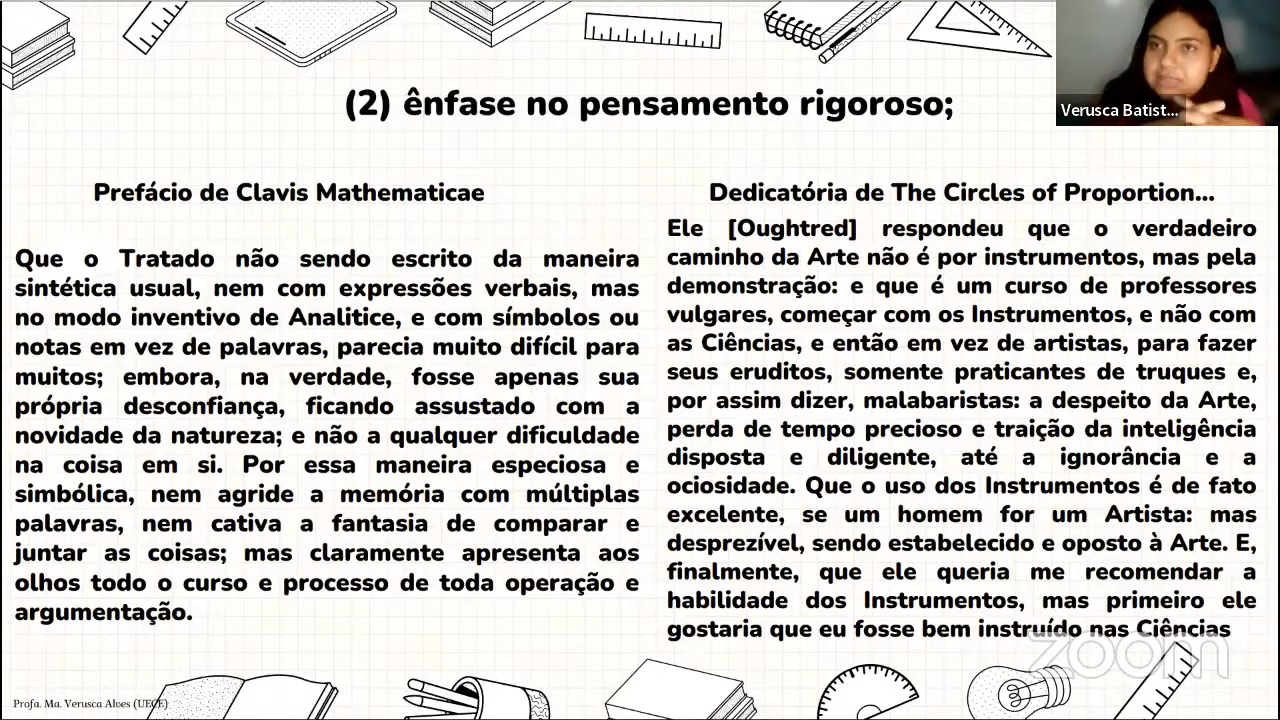 (2) ênfase no pensamento rigoroso;
Verusca Batist...
Prefácio de Clavis Mathematicae
Que o Tratado não sendo escrito da maneira
sintética usual, nem com expressões verbais, mas
no modo inventivo de Analitice, e com símbolos ou
notas em vez de palavras, parecia muito difícil para
muitos; embora, na verdade, fosse apenas sua
própria desconfiança, ficando assustado com a
novidade da natureza; e não a qualquer dificuldade
na coisa em si. Por essa maneira especiosa e
simbólica, nem agride a memória com múltiplas
palavras, nem cativa a fantasia de comparar e
juntar as coisas; mas claramente apresenta aos
olhos todo o curso e processo de toda operação e
argumentação.
Dedicatória de The Circles of Proportion...
Ele [Oughtred] respondeu que o verdadeiro
caminho da Arte não é por instrumentos, mas pela
demonstração: e que é um curso de professores
vulgares, começar com os Instrumentos, e não com
as Ciências, e então em vez de artistas, para fazer
seus eruditos, somente praticantes de truques e,
por assim dizer, malabaristas: a despeito da Arte,
perda de tempo precioso e traição da inteligência
disposta e diligente, até a ignorância e a
ociosidade. Que o uso dos Instrumentos é de fato
excelente, se um homem for um Artista: mas
desprezível, sendo estabelecido e oposto à Arte. E,
finalmente, que ele queria me recomendar a
habilidade dos Instrumentos, mas primeiro ele
gostaria que eu fosse bem instruído nas Ciências
zoom
Profa. Ma. Verusca Alves (UECE)